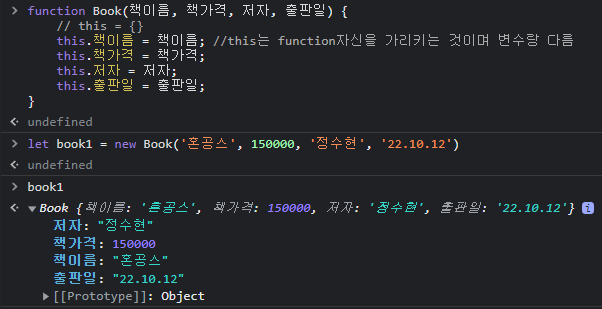 function Book(책이름, 책가격, 저자, 출판일) {
// this = {}
this.책이름 = 책이름; //this는 function자신을 가리키는 것이며 변수랑 다름
this.책가격 = 책가격;
this.저자 = 저자;
this.출판일 = 출판일;
}
undefined
let book1 = new Book('혼공스', 150000, '정수현', '22.10.12')
undefined
book1
Book {책이름: '혼공스', 책가격: 150000, 저자: '정수현', 출판일: '22.10.12'}
저자: "정수현"
책가격: 150000
책이름: "혼공스"
출판일: "22.10.12"
[[Prototype]]: Object